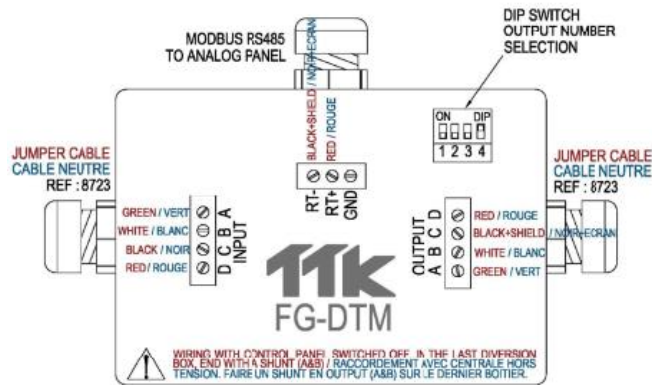 DIP SWITCH
OUTPUT NUMBER
SELECTION
MODBUS RS485
TO ANALOG PANEL
BLACK+SHIELD / NOIR+ECRAN
RED / ROUGE
ON DIP
1 2 3 4
JUMPER CABLE
CABLE NEUTRE
REF : 8723
JUMPER CABLE
CABLE NEUTRE
REF : 8723
RT-
RT+
GND
GREEN / VERT A
WHITE / BLANC B
BLACK / NOIR C
RED / ROUGE D
INPUT
OUTPUT
D RED / ROUGE
C BLACK+SHIELD / NOIR+ECRAN
B WHITE / BLANC
A GREEN / VERT
TTK
FG-DTM
WIRING WITH CONTROL PANEL SWITCHED OFF. IN THE LAST DIVERSION
BOX, END WITH A SHUNT (A&B) / RACCORDEMENT AVEC CENTRALE HORS
TENSION. FAIRE UN SHUNT EN OUTPUT (A&B) SUR LE DERNIER BOITIER.